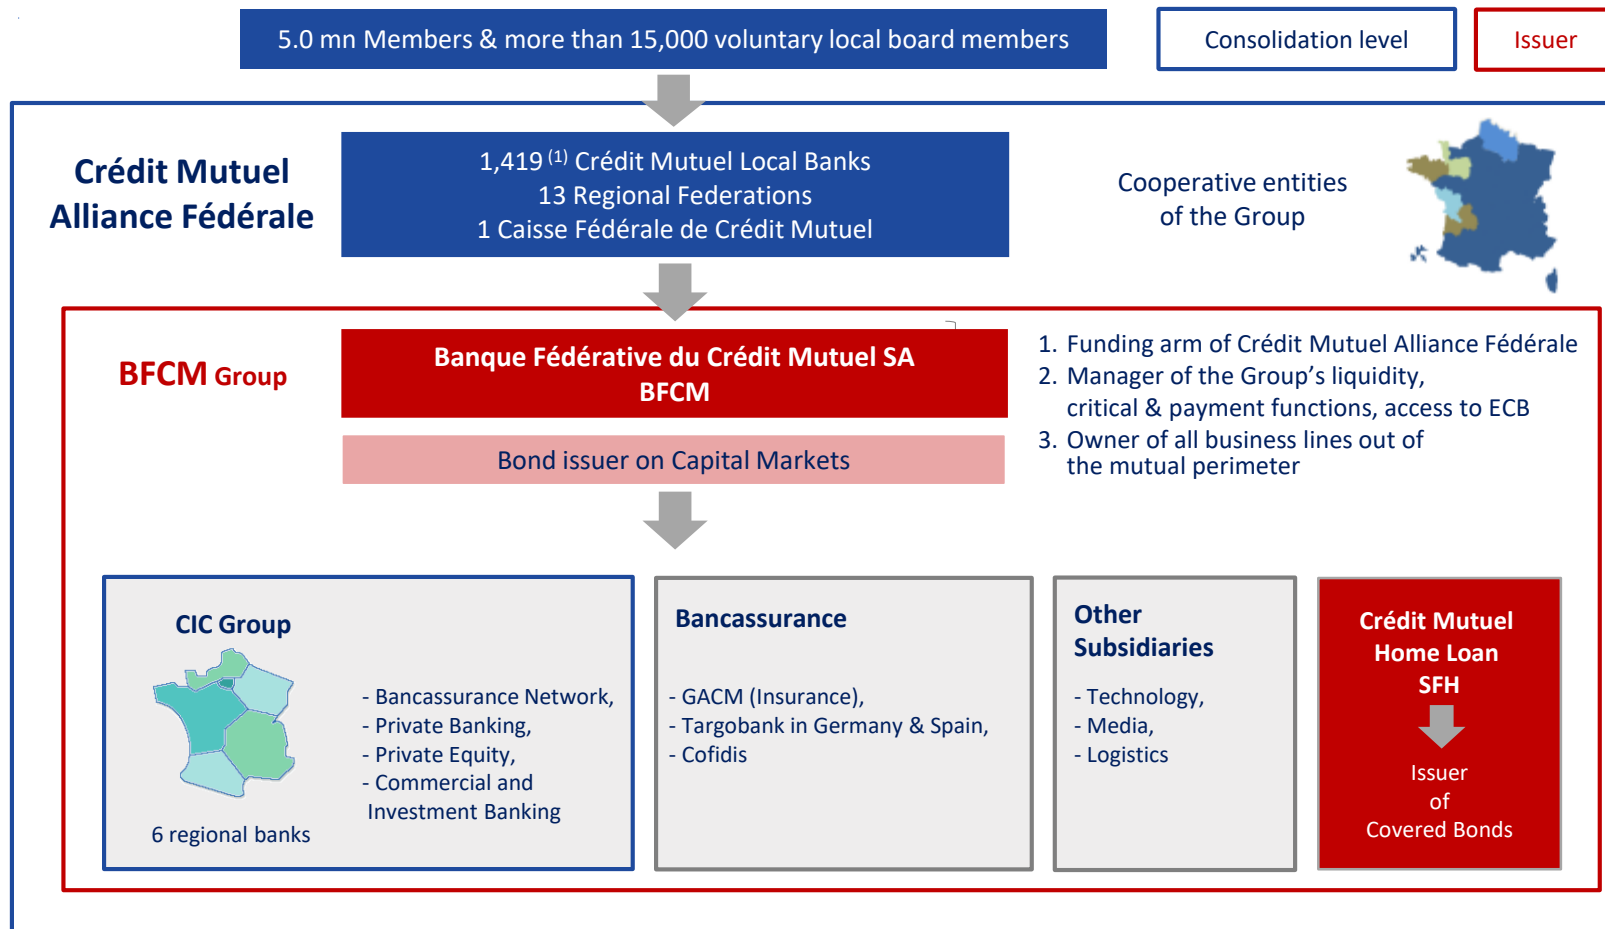 5.0 mn Members & more than 15,000 voluntary local board members
Consolidation level
Issuer
Crédit Mutuel
Alliance Fédérale
1,419 (1) Crédit Mutuel Local Banks
13 Regional Federations
1 Caisse Fédérale de Crédit Mutuel
Cooperative entities
of the Group
BFCM Group
Banque Fédérative du Crédit Mutuel SA
BFCM
Bond issuer on Capital Markets
1. Funding arm of Crédit Mutuel Alliance Fédérale
2. Manager of the Group’s liquidity,
critical & payment functions, access to ECB
3. Owner of all business lines out of
the mutual perimeter
CIC Group
6 regional banks
- Bancassurance Network,
- Private Banking,
- Private Equity,
- Commercial and
Investment Banking
Bancassurance
- GACM (Insurance),
- Targobank in Germany & Spain,
- Cofidis
Other
Subsidiaries
- Technology,
- Media,
- Logistics
Crédit Mutuel
Home Loan
SFH
Issuer
of
Covered Bonds